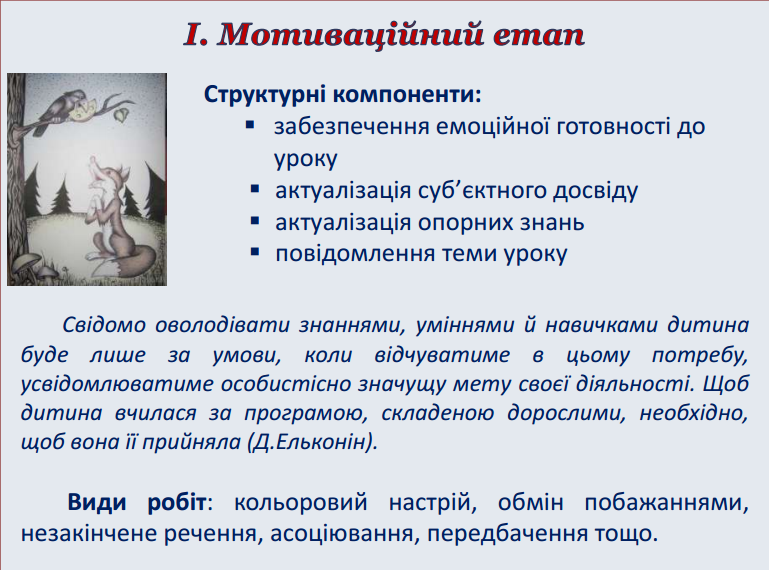 І. Мотиваційний етап
Структурні компоненти:
▪ забезпечення емоційної готовності до
уроку
▪ актуалізація суб’єктного досвіду
▪ актуалізація опорних знань
▪ повідомлення теми уроку
Свідомо оволодівати знаннями, уміннями й навичками дитина
буде лише за умови, коли відчуватиме в цьому потребу,
усвідомлюватиме особистісно значущу мету своєї діяльності. Щоб
дитина вчилася за програмою, складеною дорослими, необхідно,
щоб вона її прийняла (Д.Ельконін).
Види робіт: кольоровий настрій, обмін побажаннями,
незакінчене речення, асоціювання, передбачення тощо.